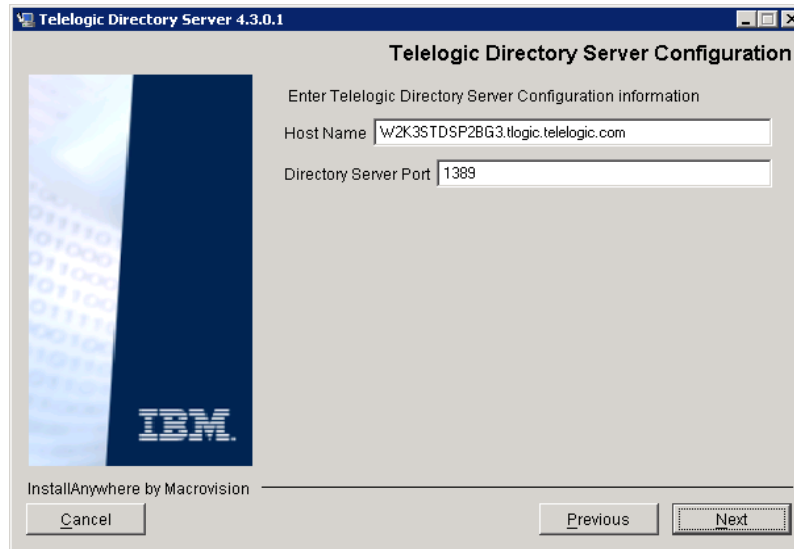 Telelogic Directory Server 4.3.0.1
Telelogic Directory Server Configuration
Enter Telelogic Directory Server Configuration information
Host Name W2K3STDSP2BG3.tlogic.telelogic.com
Directory Server Port 1389
IBM.
InstallAnywhere by Macrovision
Cancel Previous Next